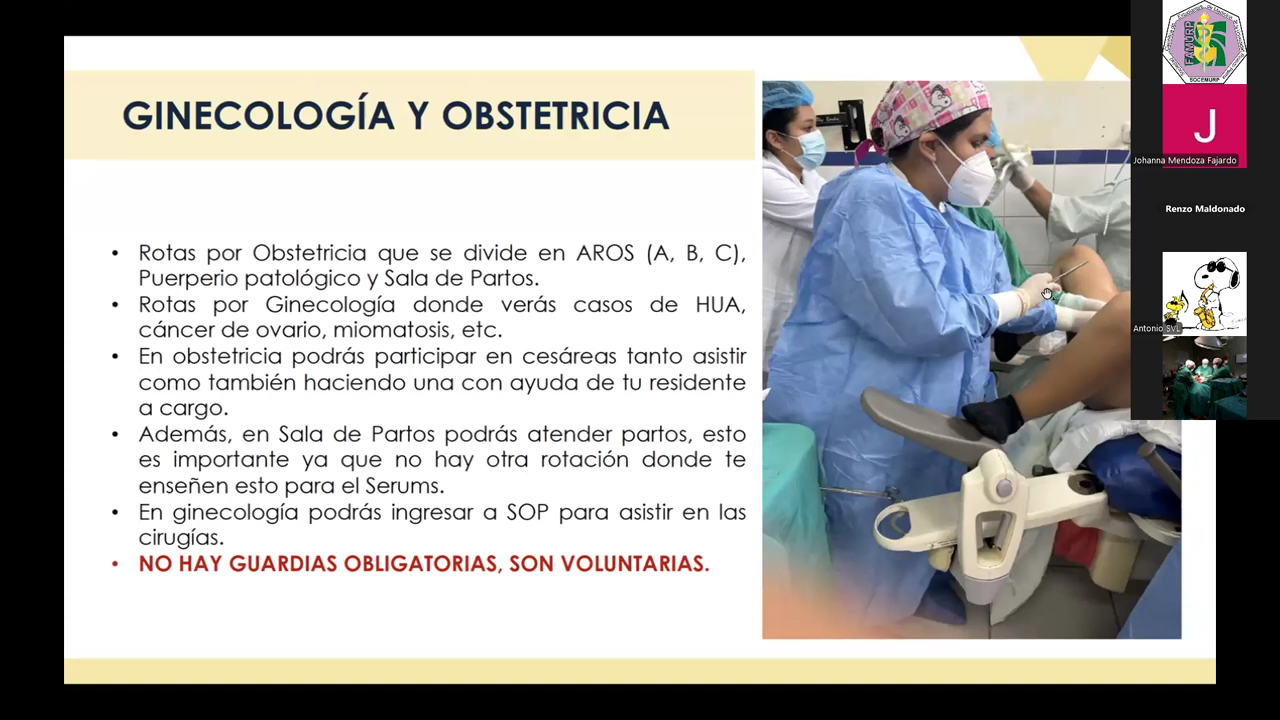 GINECOLOGÍA Y OBSTETRICIA
• Rotas por Obstetricia que se divide en AROS (A, B, C),
Puerperio patológico y Sala de Partos.
• Rotas por Ginecología donde verás casos de HUA,
cáncer de ovario, miomatosis, etc.
• En obstetricia podrás participar en cesáreas tanto asistir
como también haciendo una con ayuda de tu residente
a cargo.
• Además, en Sala de Partos podrás atender partos, esto
es importante ya que no hay otra rotación donde te
enseñen esto para el Serums.
• En ginecología podrás ingresar a SOP para asistir en las
cirugías.
• NO HAY GUARDIAS OBLIGATORIAS, SON VOLUNTARIAS.
FAMURP
SOCEMURP
J
Johanna Mendoza Fajardo
Renzo Maldonado
Antonio SVL